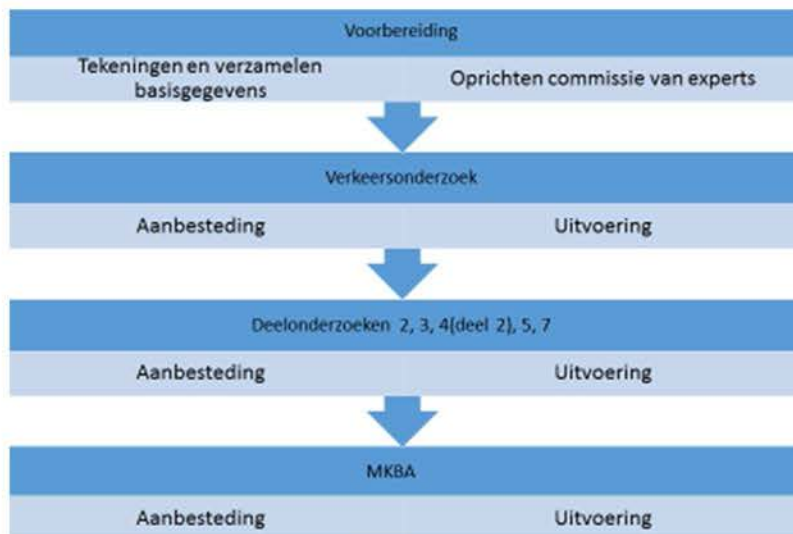 Voorbereiding
Tekeningen en verzamelen
basisgegevens
Oprichten commissie van experts
Verkeersonderzoek
Aanbesteding
Uitvoering
Deelonderzoeken 2, 3, 4(deel 2), 5, 7
Aanbesteding
Uitvoering
MKBA
Aanbesteding
Uitvoering